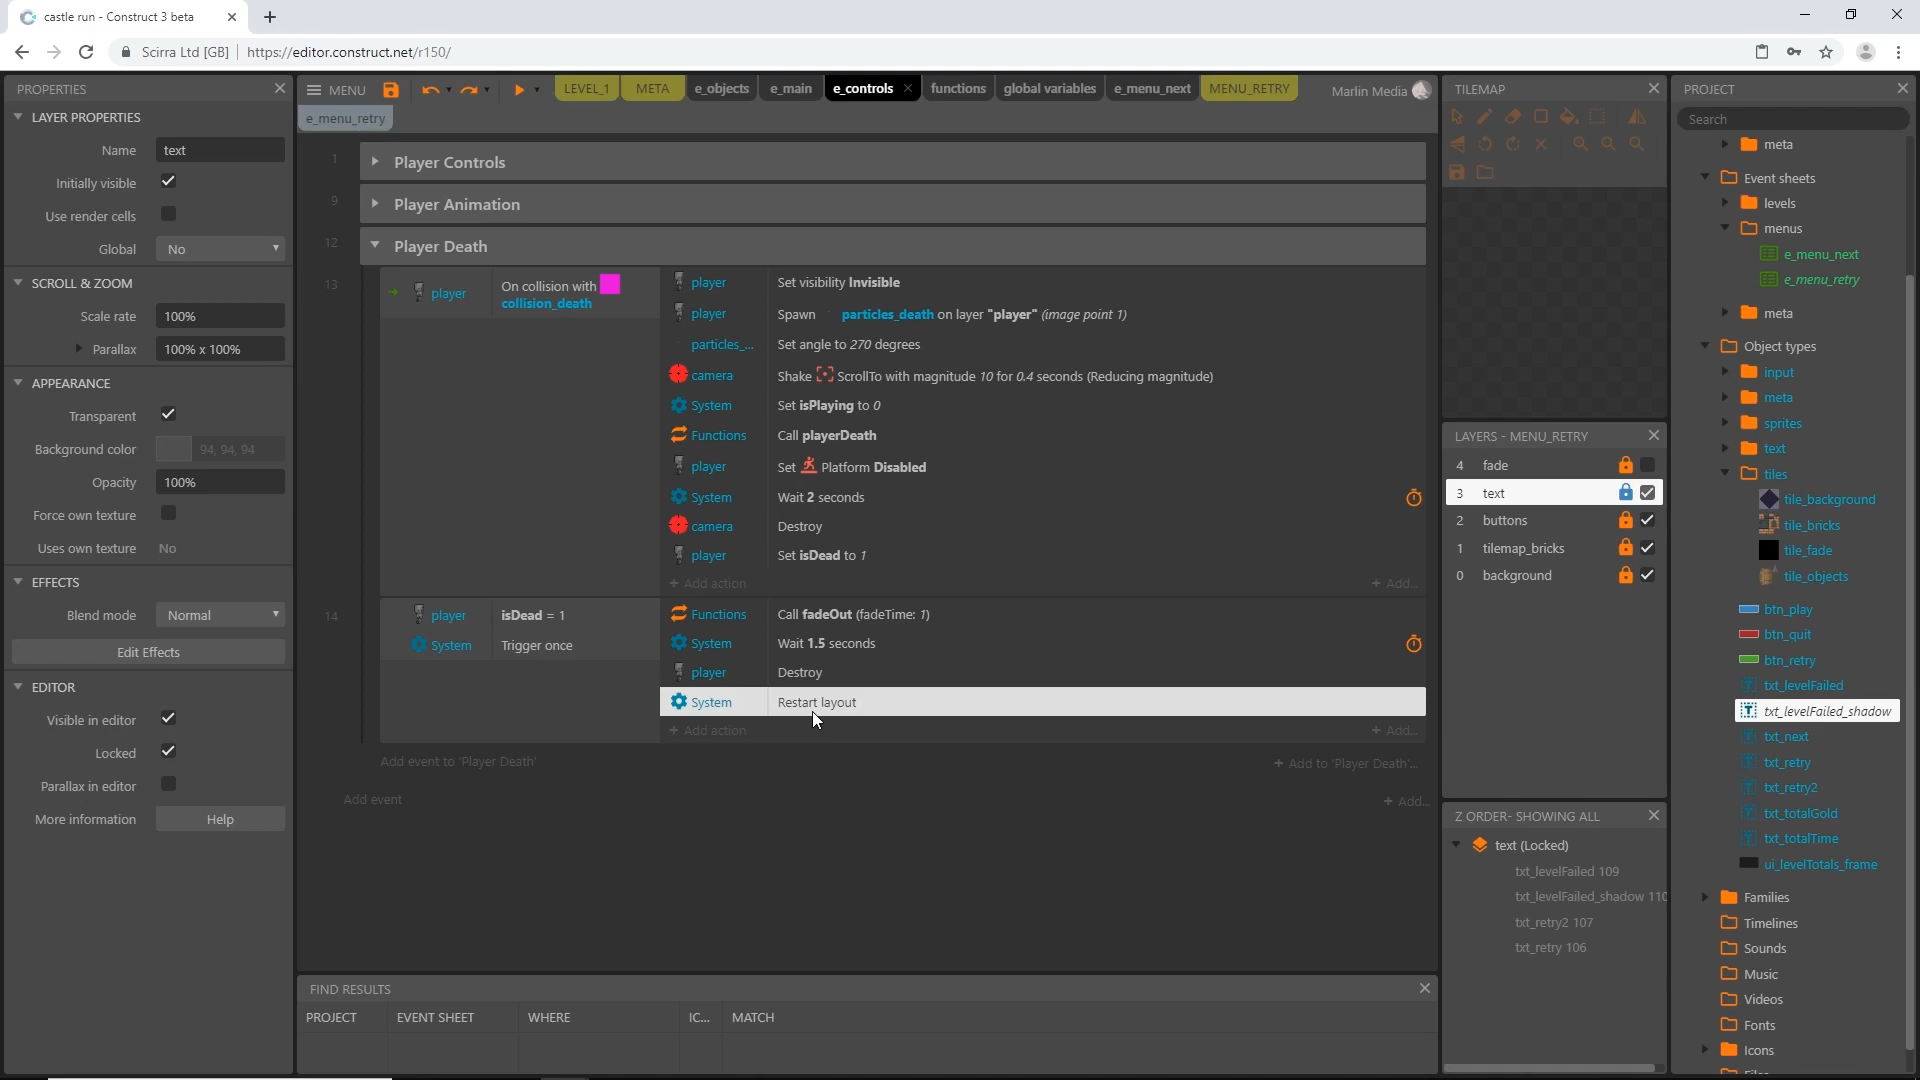 castle run - Construct 3 beta
Scirra Ltd [GB] https://editor.construct.net/r150/
PROPERTIES
LAYER PROPERTIES
Name text
Initially visible
Use render cells
Global No
SCROLL & ZOOM
Scale rate 100%
Parallax 100% x 100%
APPEARANCE
Transparent
Background color 94, 94, 94
Opacity 100%
Force own texture
Uses own texture No
EFFECTS
Blend mode Normal
Edit Effects
EDITOR
Visible in editor
Locked
Parallax in editor
More information Help
MENU LEVEL_1 META e_objects e_main e_controls functions global variables e_menu_next MENU_RETRY Marlin Media
e_menu_retry
1 Player Controls
9 Player Animation
12 Player Death
13 player On collision with collision_death
player Set visibility Invisible
player Spawn particles_death on layer "player" (image point 1)
particles_... Set angle to 270 degrees
camera Shake ScrollTo with magnitude 10 for 0.4 seconds (Reducing magnitude)
System Set isPlaying to 0
Functions Call playerDeath
player Set Platform Disabled
System Wait 2 seconds
camera Destroy
player Set isDead to 1
+ Add action + Add...
14 player isDead = 1
System Trigger once
Functions Call fadeOut (fadeTime: 1)
System Wait 1.5 seconds
player Destroy
System Restart layout
+ Add action + Add...
Add event to 'Player Death' + Add to 'Player Death'...
Add event + Add...
FIND RESULTS
PROJECT EVENT SHEET WHERE IC... MATCH
TILEMAP
LAYERS - MENU_RETRY
4 fade
3 text
2 buttons
1 tilemap_bricks
0 background
Z ORDER- SHOWING ALL
text (Locked)
txt_levelFailed 109
txt_levelFailed_shadow 110
txt_retry2 107
txt_retry 106
PROJECT
Search
meta
Event sheets
levels
menus
e_menu_next
e_menu_retry
meta
Object types
input
meta
sprites
text
tiles
tile_background
tile_bricks
tile_fade
tile_objects
btn_play
btn_quit
btn_retry
txt_levelFailed
txt_levelFailed_shadow
txt_next
txt_retry
txt_retry2
txt_totalGold
txt_totalTime
ui_levelTotals_frame
Families
Timelines
Sounds
Music
Videos
Fonts
Icons